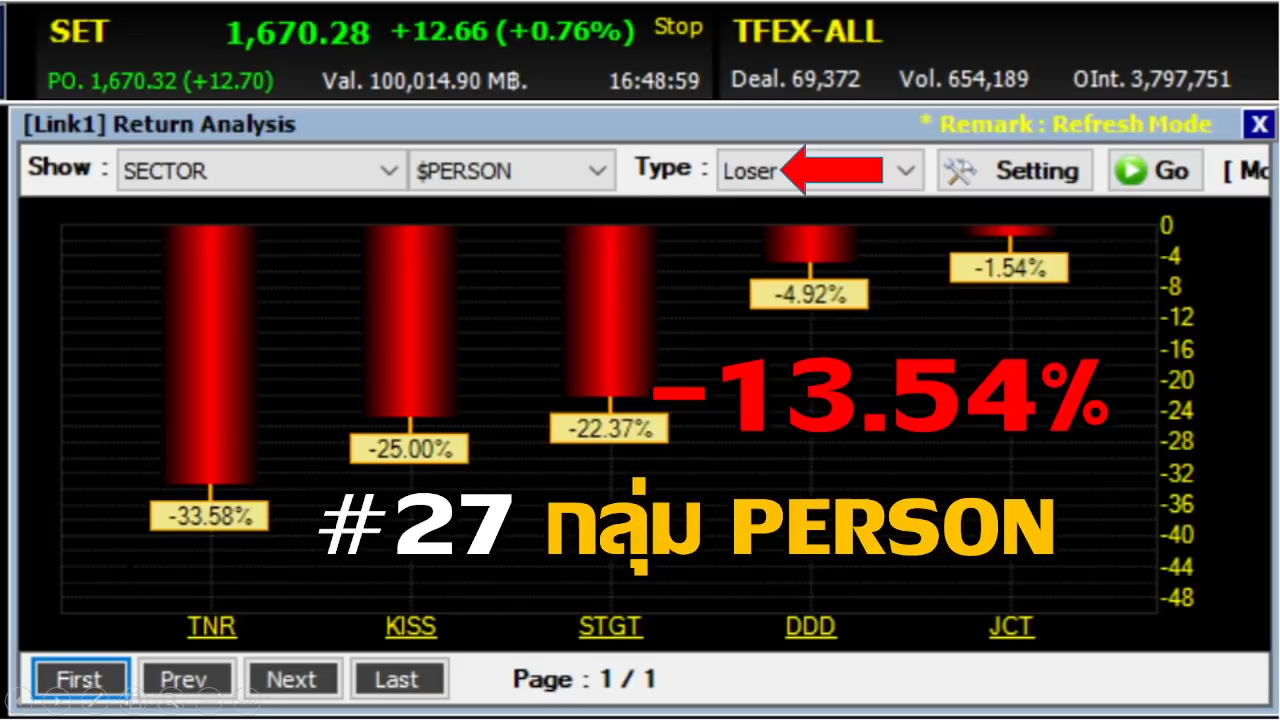 SET 1,670.28 +12.66 (+0.76%) Stop TFEX-ALL
PO. 1,670.32 (+12.70) Val. 100,014.90 M฿. 16:48:59 Deal. 69,372 Vol. 654,189 OInt. 3,797,751
[Link1] Return Analysis * Remark : Refresh Mode X
Show : SECTOR $PERSON Type : Loser Setting Go [ Mo
0
-4
-8
-12
-16
-20
-24
-28
-32
-36
-40
-44
-48
-1.54%
-4.92%
-13.54%
-22.37%
-25.00%
-33.58%
#27 กลุ่ม PERSON
TNR KISS STGT DDD JCT
First Prev Next Last Page : 1 / 1